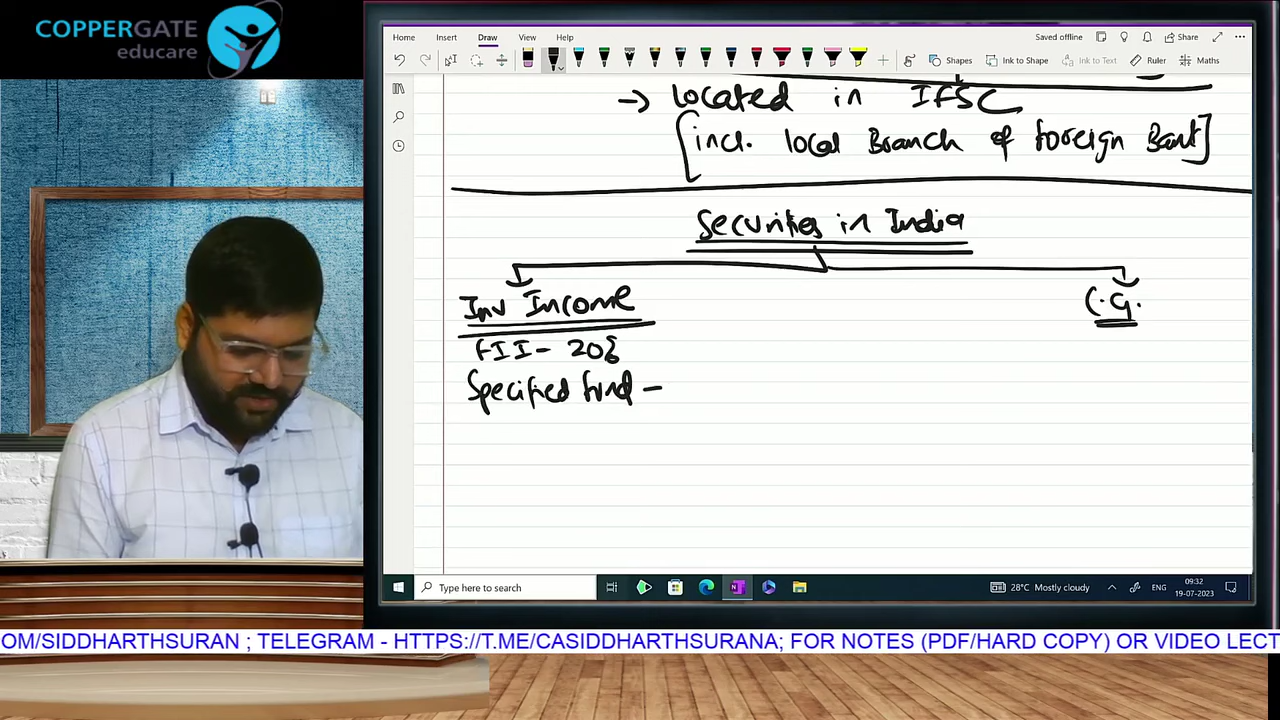 COPPERGATE
educare
Home Insert Draw View Help
Saved offline
Share
Shapes
Ink to Shape
Ink to Text
Ruler
Maths
→ located in IFSC
[incl. local Branch of foreign Bank]
Securities in India
Inv Income
C.G.
FII - 20%
Specified fund -
Type here to search
28°C Mostly cloudy
ENG
09:32
19-07-2023
OM/SIDDHARTHSURAN ; TELEGRAM - HTTPS://T.ME/CASIDDHARTHSURANA; FOR NOTES (PDF/HARD COPY) OR VIDEO LECT